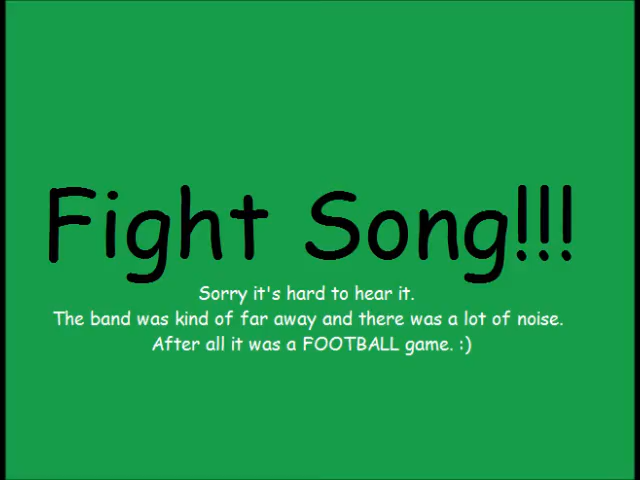 Fight Song!!!
Sorry it's hard to hear it.
The band was kind of far away and there was a lot of noise.
After all it was a FOOTBALL game. :)